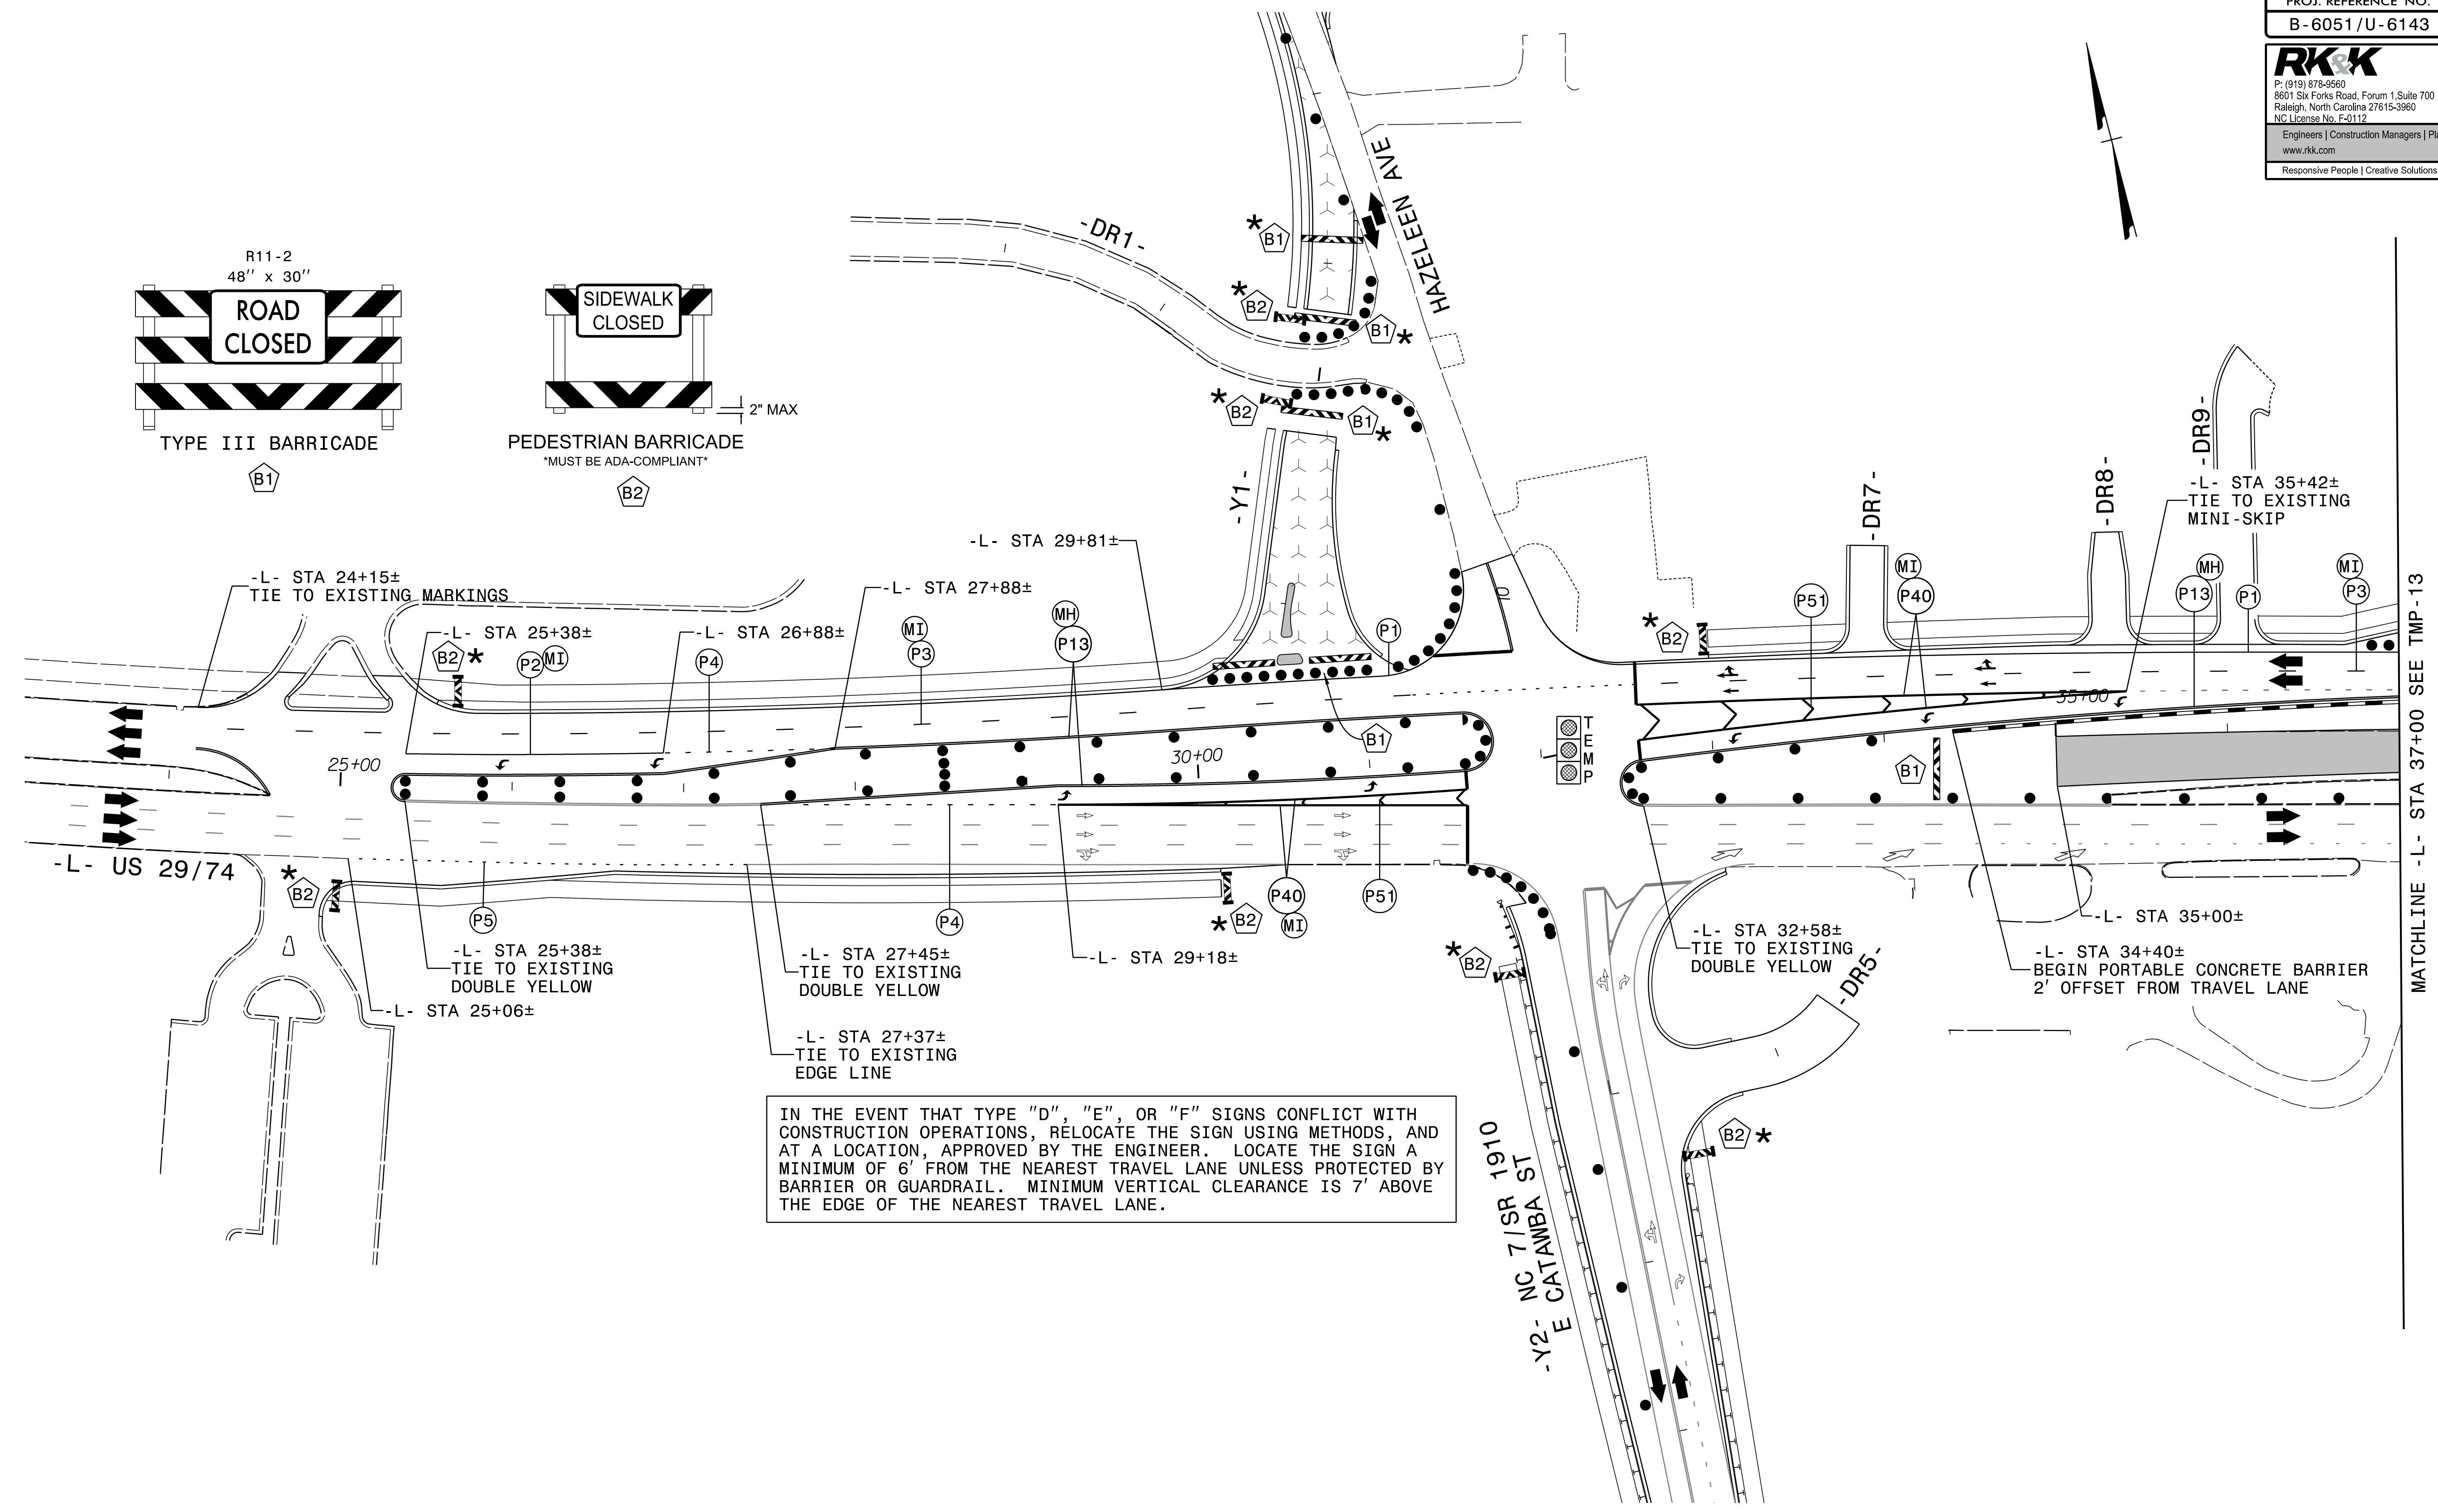 PROJ. REFERENCE NO.
B-6051/U-6143
RK&K
P: (919) 878-9560
8601 Six Forks Road, Forum 1,Suite 700
Raleigh, North Carolina 27615-3960
NC License No. F-0112
Engineers | Construction Managers | Pla
www.rkk.com
Responsive People | Creative Solutions
R11-2
48'' x 30''
ROAD
CLOSED
TYPE III BARRICADE
B1
SIDEWALK
CLOSED
2" MAX
PEDESTRIAN BARRICADE
*MUST BE ADA-COMPLIANT*
B2
-DR1-
HAZELEEN AVE
* B1
* B2
B1 *
* B2
B1 *
-Y1-
-DR7-
-DR8-
-DR9-
-L- STA 35+42±
TIE TO EXISTING
MINI-SKIP
-L- STA 29+81±
-L- STA 24+15±
TIE TO EXISTING MARKINGS
-L- STA 27+88±
-L- STA 25+38±
-L- STA 26+88±
B2 *
P2 MI
P4
MI
P3
MH
P13
P1
10
* B2
P51
MI
P40
MH
P13
P1
MI
P3
MATCHLINE -L- STA 37+00 SEE TMP-13
35+00
25+00
30+00
B1
TEMP
B1
-L- US 29/74
* B2
P5
P4
* B2
P40
MI
P51
-L- STA 25+38±
TIE TO EXISTING
DOUBLE YELLOW
-L- STA 25+06±
-L- STA 27+45±
TIE TO EXISTING
DOUBLE YELLOW
-L- STA 29+18±
-L- STA 27+37±
TIE TO EXISTING
EDGE LINE
* B2
-L- STA 32+58±
TIE TO EXISTING
DOUBLE YELLOW
-DR5-
-L- STA 35+00±
-L- STA 34+40±
BEGIN PORTABLE CONCRETE BARRIER
2' OFFSET FROM TRAVEL LANE
B2 *
IN THE EVENT THAT TYPE "D", "E", OR "F" SIGNS CONFLICT WITH
CONSTRUCTION OPERATIONS, RELOCATE THE SIGN USING METHODS, AND
AT A LOCATION, APPROVED BY THE ENGINEER.  LOCATE THE SIGN A
MINIMUM OF 6' FROM THE NEAREST TRAVEL LANE UNLESS PROTECTED BY
BARRIER OR GUARDRAIL.  MINIMUM VERTICAL CLEARANCE IS 7' ABOVE
THE EDGE OF THE NEAREST TRAVEL LANE.
-Y2- NC 7/SR 1910
E CATAWBA ST